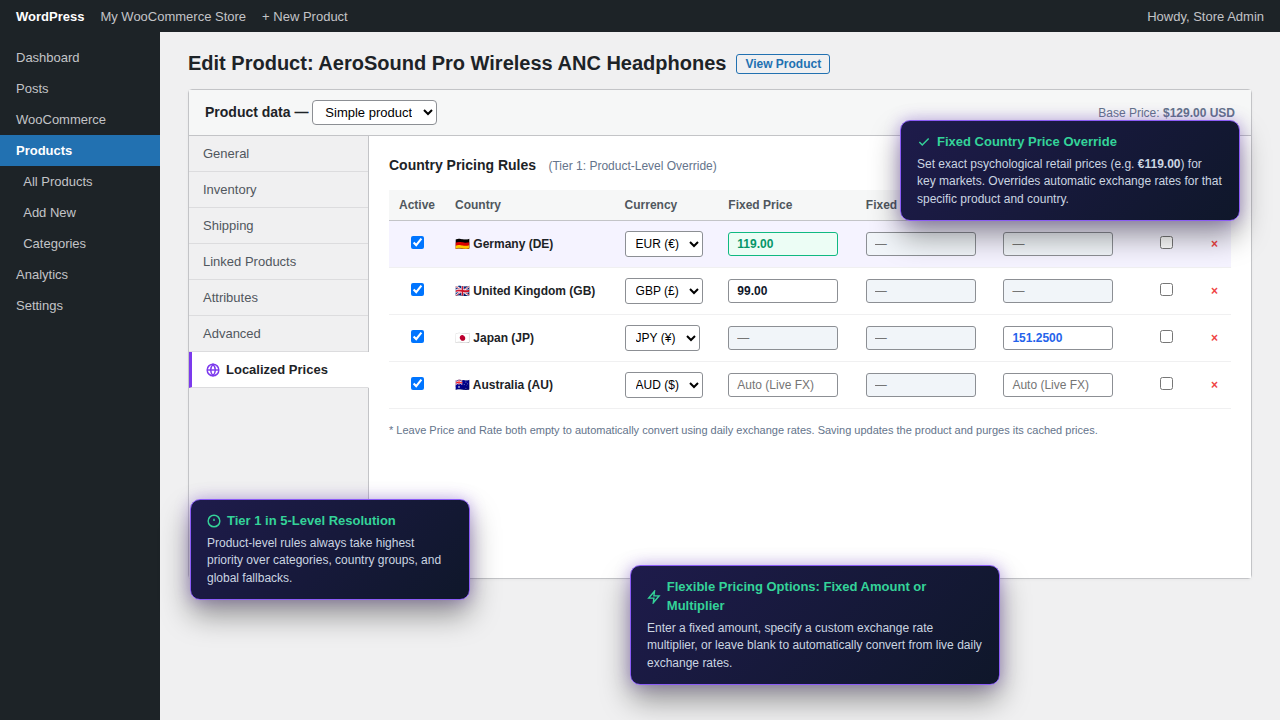 WordPress My WooCommerce Store + New Product Howdy, Store Admin
Dashboard
Posts
WooCommerce
Products
All Products
Add New
Categories
Analytics
Settings
Edit Product: AeroSound Pro Wireless ANC Headphones View Product
Product data — Simple product Base Price: $129.00 USD
General
Inventory
Shipping
Linked Products
Attributes
Advanced
Localized Prices
Country Pricing Rules (Tier 1: Product-Level Override)
Active Country Currency Fixed Price Fixed
🇩🇪 Germany (DE) EUR (€) 119.00 — — ×
🇬🇧 United Kingdom (GB) GBP (£) 99.00 — — ×
🇯🇵 Japan (JP) JPY (¥) — — 151.2500 ×
🇦🇺 Australia (AU) AUD ($) Auto (Live FX) — Auto (Live FX) ×
* Leave Price and Rate both empty to automatically convert using daily exchange rates. Saving updates the product and purges its cached prices.
Fixed Country Price Override
Set exact psychological retail prices (e.g. €119.00) for
key markets. Overrides automatic exchange rates for that
specific product and country.
Tier 1 in 5-Level Resolution
Product-level rules always take highest
priority over categories, country groups, and
global fallbacks.
Flexible Pricing Options: Fixed Amount or
Multiplier
Enter a fixed amount, specify a custom exchange rate
multiplier, or leave blank to automatically convert from live daily
exchange rates.